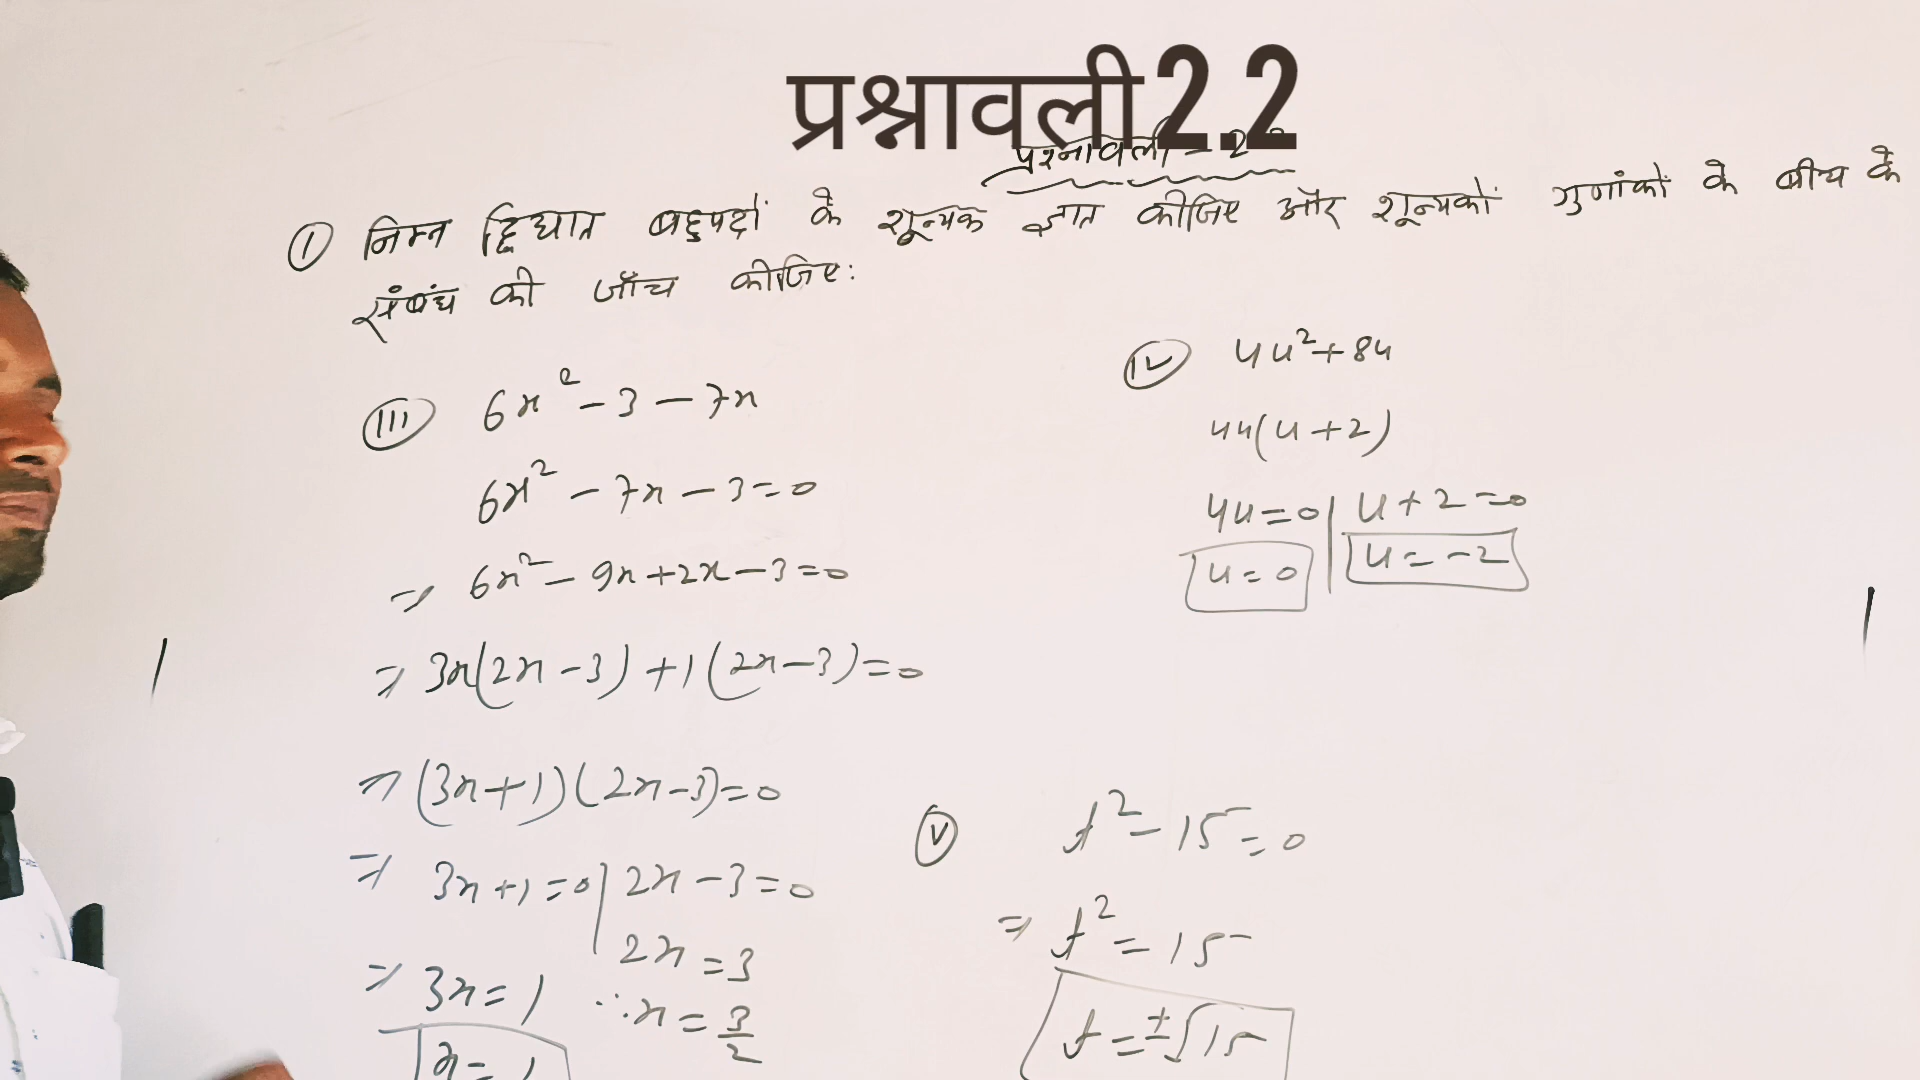 प्रश्नावली 2.2
प्रश्नावली - 2
① निम्न द्विघात बहुपदों के शून्यक ज्ञात कीजिए और शून्यकों गुणांकों के बीच के
संबंध की जाँच कीजिए:
(iii) 6x² - 3 - 7x
6x² - 7x - 3 = 0
⇒ 6x² - 9x + 2x - 3 = 0
⇒ 3x(2x - 3) + 1(2x - 3) = 0
⇒ (3x + 1)(2x - 3) = 0
⇒ 3x + 1 = 0 | 2x - 3 = 0
2x = 3
⇒ 3x = 1
∴ x = 3/2
x = 1
(iv) 4u² + 8u
4u(u + 2)
4u = 0 | u + 2 = 0
u = 0 | u = -2
(v) t² - 15 = 0
⇒ t² = 15
t = ±√15